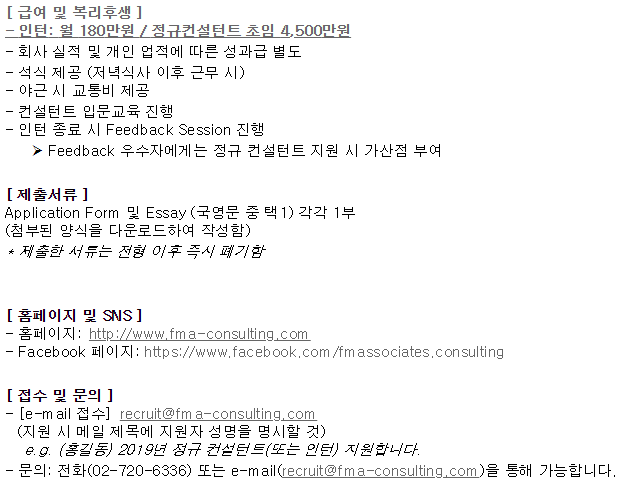 [ 급여 및 복리후생 ]
- 인턴: 월 180만원 / 정규컨설턴트 초임 4,500만원
- 회사 실적 및 개인 업적에 따른 성과급 별도
- 석식 제공 (저녁식사 이후 근무 시)
- 야근 시 교통비 제공
- 컨설턴트 입문교육 진행
- 인턴 종료 시 Feedback Session 진행
➢ Feedback 우수자에게는 정규 컨설턴트 지원 시 가산점 부여
[ 제출서류 ]
Application Form 및 Essay (국영문 중 택1) 각각 1부
(첨부된 양식을 다운로드하여 작성함)
* 제출한 서류는 전형 이후 즉시 폐기함
[ 홈페이지 및 SNS ]
- 홈페이지: http://www.fma-consulting.com
- Facebook 페이지: https://www.facebook.com/fmassociates.consulting
[ 접수 및 문의 ]
- [e-mail 접수] recruit@fma-consulting.com
(지원 시 메일 제목에 지원자 성명을 명시할 것)
e.g. (홍길동) 2019년 정규 컨설턴트(또는 인턴) 지원합니다.
- 문의: 전화(02-720-6336) 또는 e-mail(recruit@fma-consulting.com)을 통해 가능합니다.